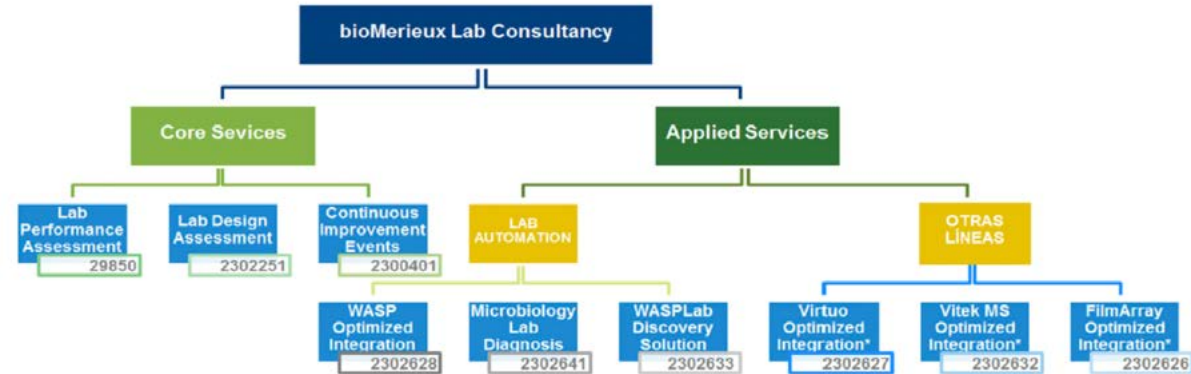 bioMerieux Lab Consultancy
Core Sevices
Applied Services
Lab
Performance
Assessment
29850
Lab Design
Assessment
2302251
Continuous
Improvement
Events
2300401
LAB
AUTOMATION
OTRAS
LÍNEAS
WASP
Optimized
Integration
2302628
Microbiology
Lab
Diagnosis
2302641
WASPLab
Discovery
Solution
2302633
Virtuo
Optimized
Integration*
2302627
Vitek MS
Optimized
Integration*
2302632
FilmArray
Optimized
Integration*
2302626